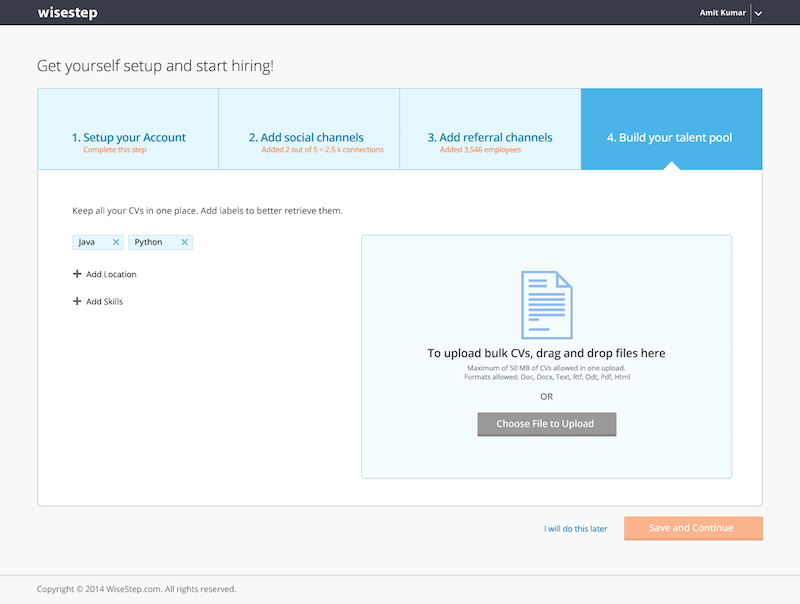 wisestep
Amit Kumar
Get yourself setup and start hiring!
1. Setup your Account
Complete this step
2. Add social channels
Added 2 out of 5 = 2.5 k connections
3. Add referral channels
Added 3,546 employees
4. Build your talent pool
Keep all your CVs in one place. Add labels to better retrieve them.
Java
Python
Add Location
Add Skills
To upload bulk CVs, drag and drop files here
Maximum of 50 MB of CVs allowed in one upload.
Formats allowed: Doc, Docx, Text, Rtf, Odt, Pdf, Html
OR
Choose File to Upload
I will do this later
Save and Continue
Copyright © 2014 WiseStep.com. All rights reserved.